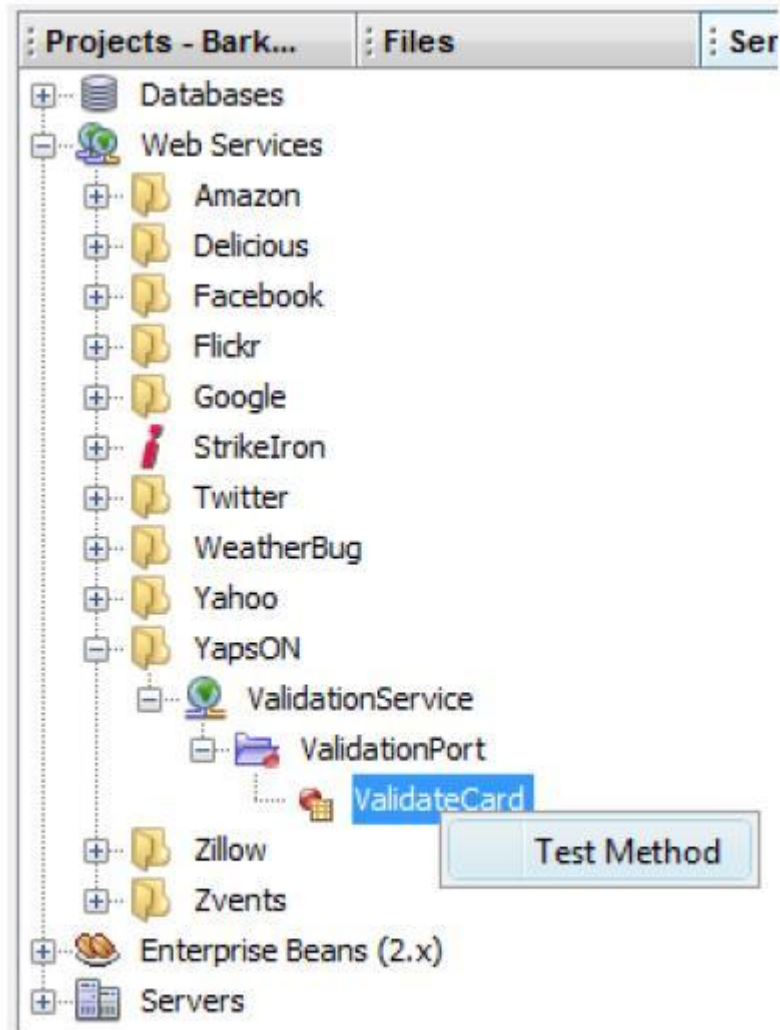 Projects - Bark... Files Ser
Databases
Web Services
Amazon
Delicious
Facebook
Flickr
Google
StrikeIron
Twitter
WeatherBug
Yahoo
YapsON
ValidationService
ValidationPort
ValidateCard
Test Method
Zillow
Zvents
Enterprise Beans (2.x)
Servers